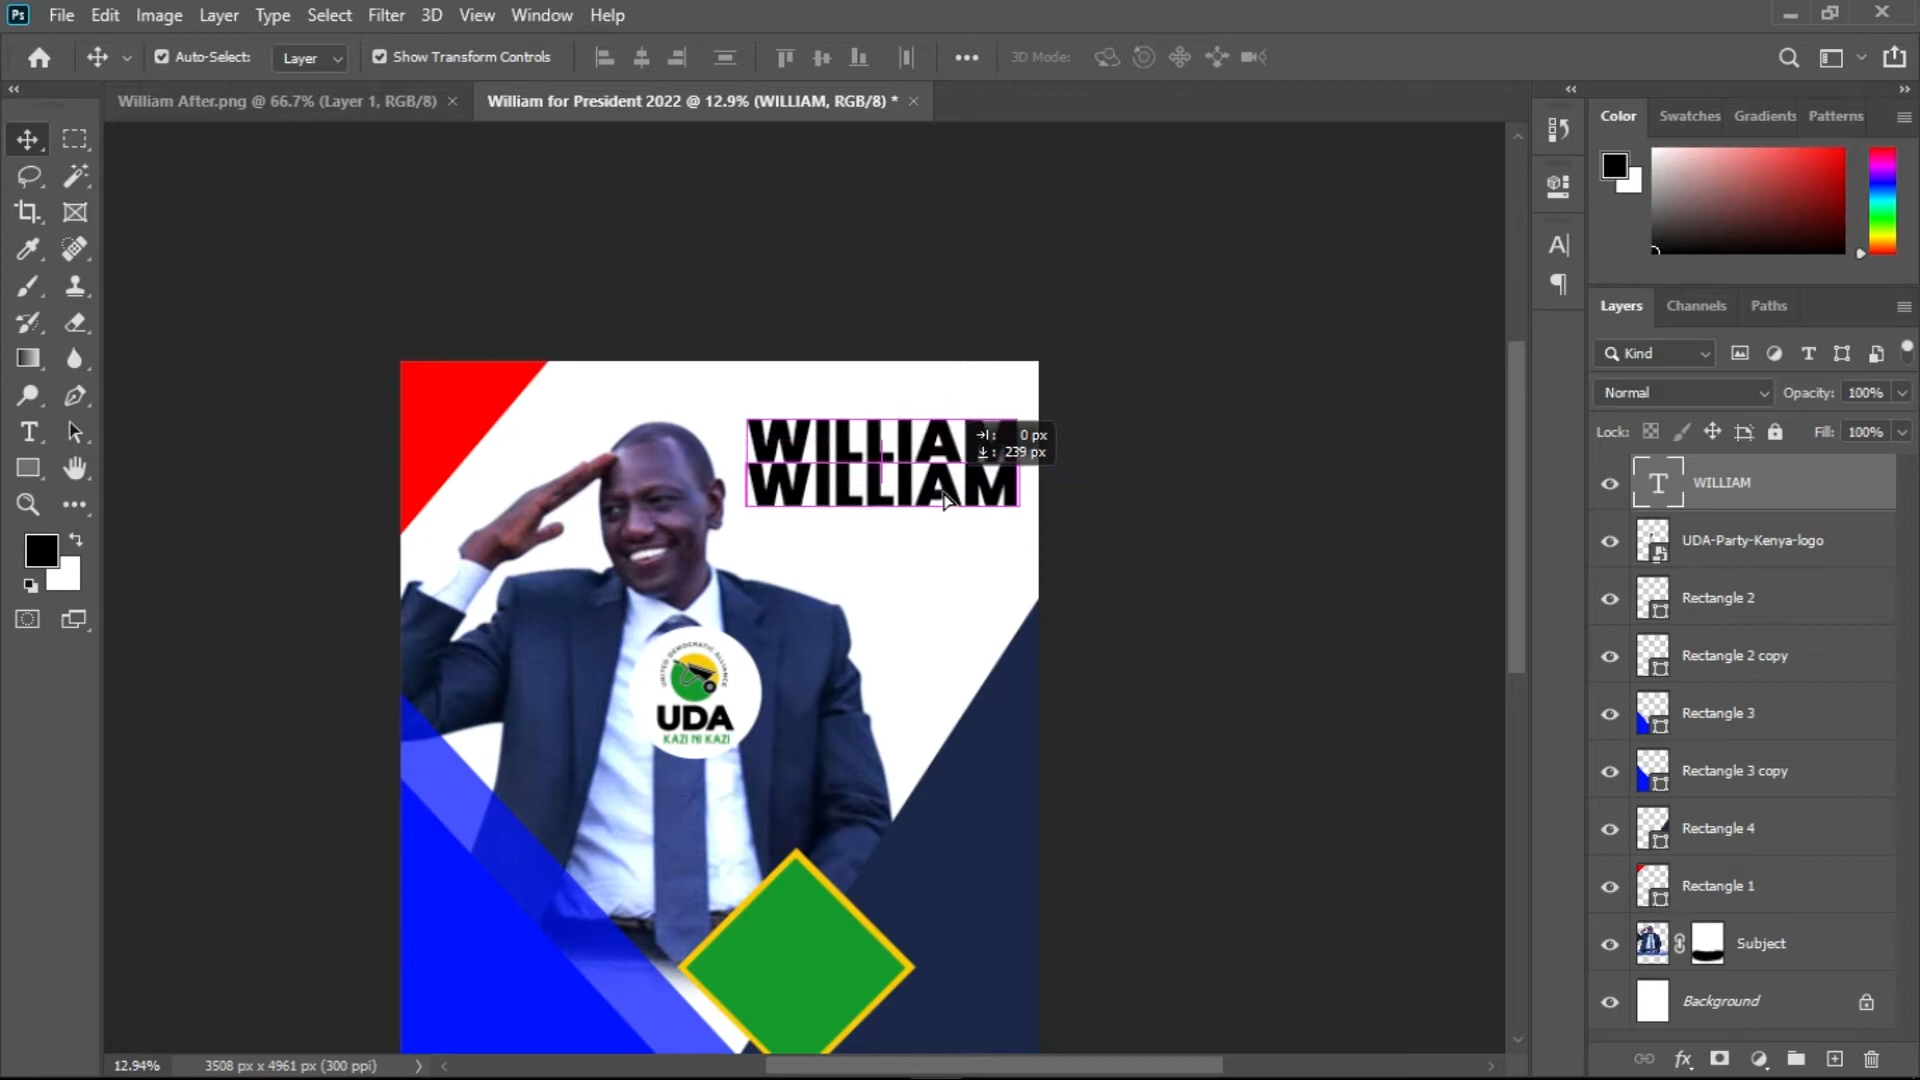 Ps File Edit Image Layer Type Select Filter 3D View Window Help
Auto-Select: Layer Show Transform Controls 3D Mode:
William After.png @ 66.7% (Layer 1, RGB/8) William for President 2022 @ 12.9% (WILLIAM, RGB/8) *
Color Swatches Gradients Patterns
Layers Channels Paths
Kind
Normal Opacity: 100%
Lock: Fill: 100%
WILLIAM
UDA-Party-Kenya-logo
Rectangle 2
Rectangle 2 copy
Rectangle 3
Rectangle 3 copy
Rectangle 4
Rectangle 1
Subject
Background
WILLIAM
WILLIAM
0 px
239 px
UNITED DEMOCRATIC ALLIANCE
UDA
KAZI NI KAZI
12.94% 3508 px x 4961 px (300 ppi)